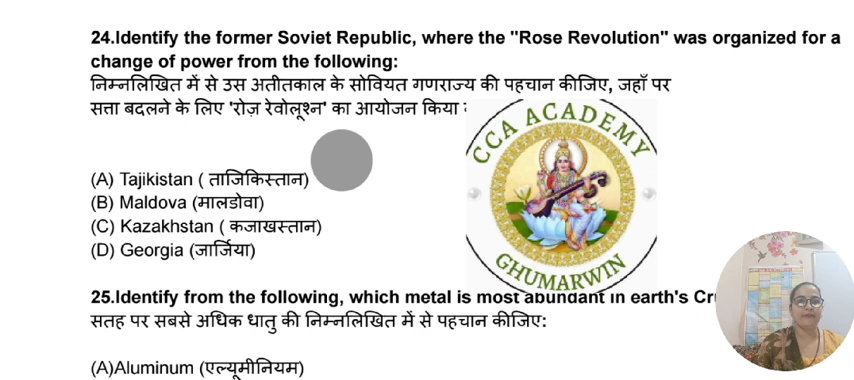 24.Identify the former Soviet Republic, where the "Rose Revolution" was organized for a
change of power from the following:
निम्नलिखित में से उस अतीतकाल के सोवियत गणराज्य की पहचान कीजिए, जहाँ पर
सत्ता बदलने के लिए 'रोज़ रेवोलूश्न' का आयोजन किया
CCA ACADEMY
GHUMARWIN
(A) Tajikistan ( ताजिकिस्तान)
(B) Maldova (मालडोवा)
(C) Kazakhstan ( कजाखस्तान)
(D) Georgia (जार्जिया)
25.Identify from the following, which metal is most abundant in earth's
सतह पर सबसे अधिक धातु की निम्नलिखित में से पहचान कीजिए:
(A)Aluminum (एल्यूमीनियम)